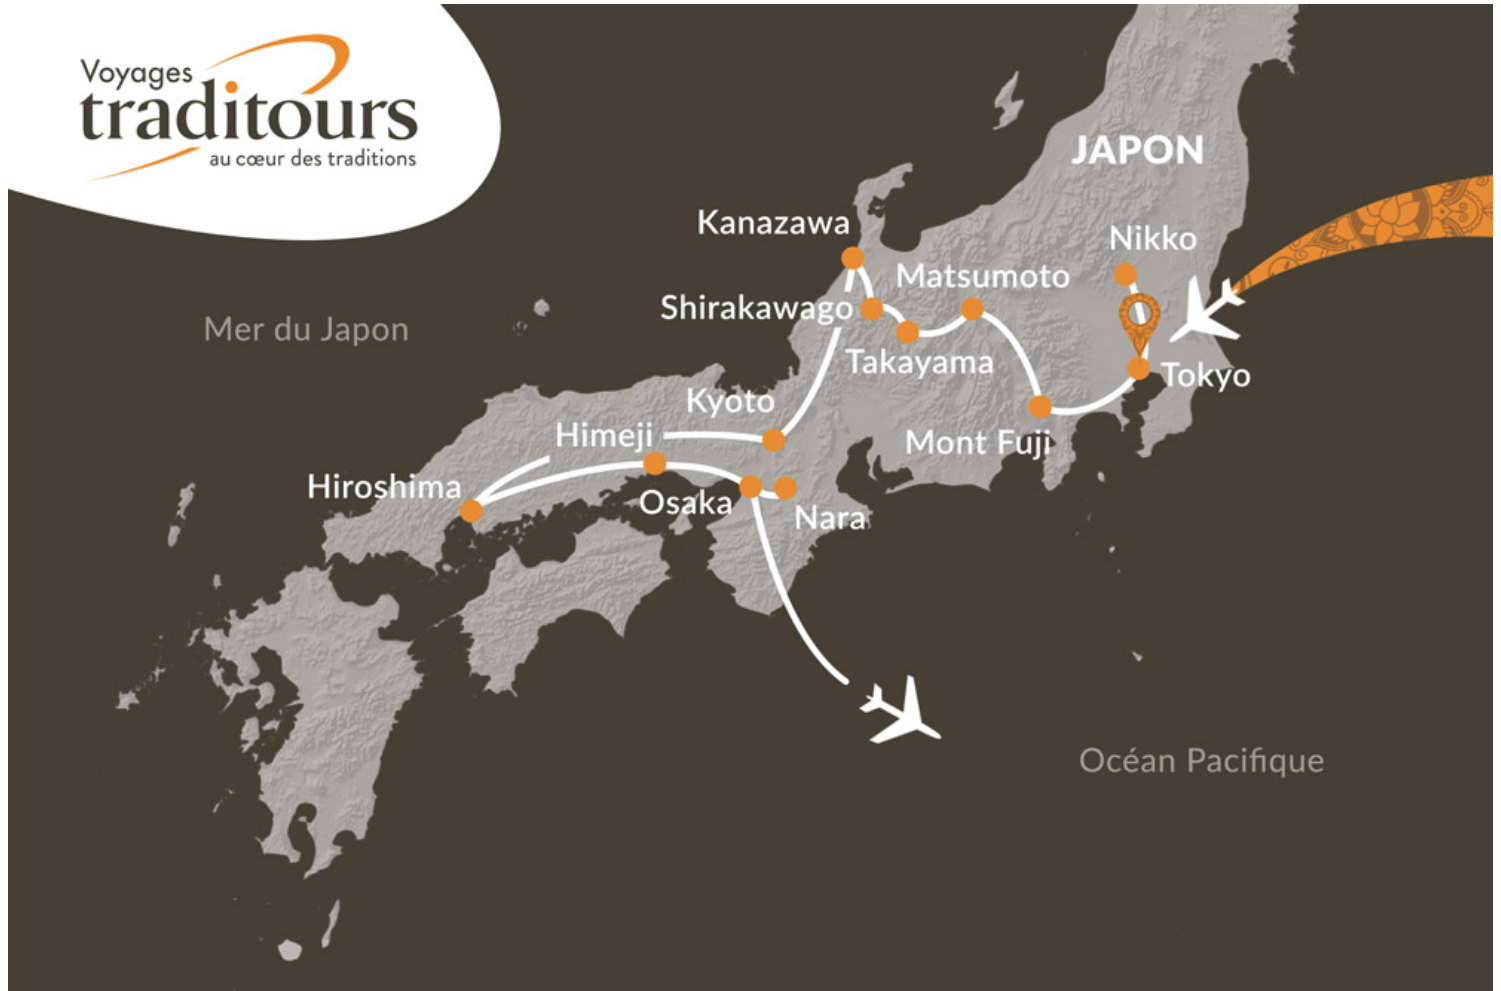 Voyages
traditours
au cœur des traditions
JAPON
Kanazawa
Nikko
Matsumoto
Shirakawago
Mer du Japon
Takayama
Tokyo
Kyoto
Himeji
Mont Fuji
Hiroshima
Osaka
Nara
Océan Pacifique